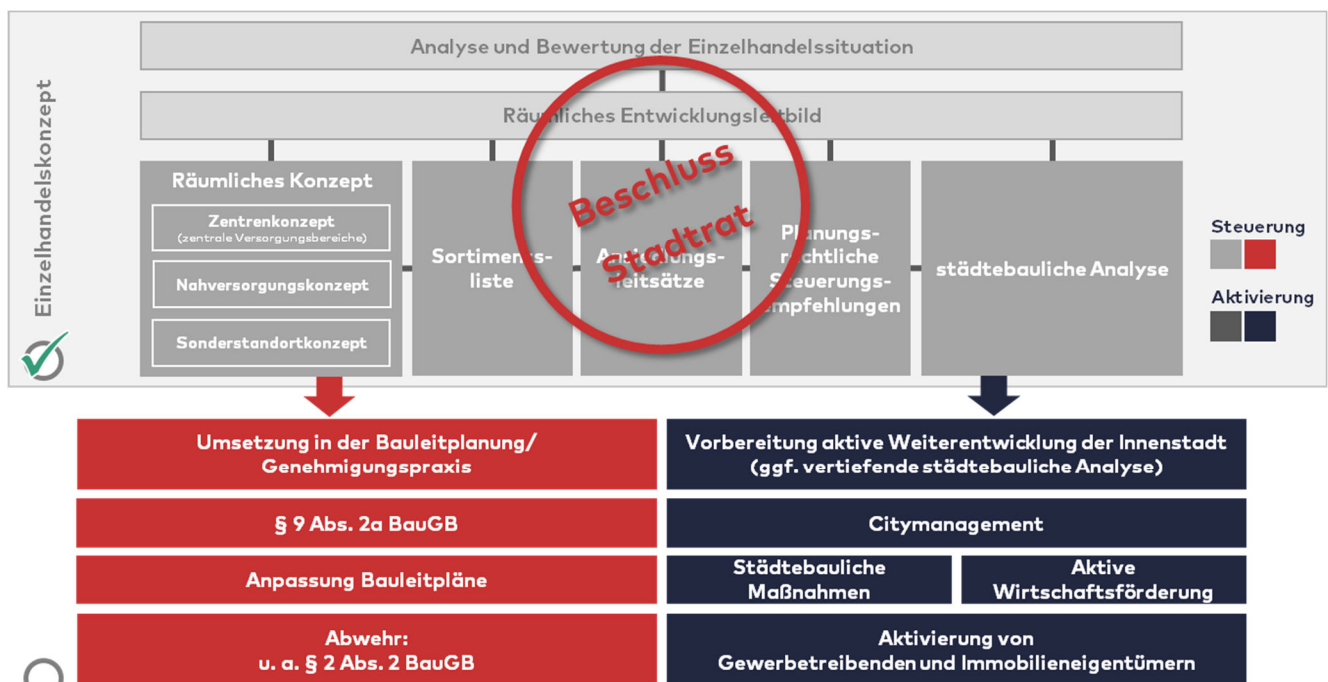 Einzelhandelskonzept
Analyse und Bewertung der Einzelhandelssituation
Räumliches Entwicklungsleitbild
Räumliches Konzept
Zentrenkonzept
(zentrale Versorgungsbereiche)
Nahversorgungskonzept
Sonderstandortkonzept
Sortiments-
liste
Ansiedlungs-
leitsätze
Planungs-
rechtliche
Steuerungs-
empfehlungen
städtebauliche Analyse
Beschluss
Stadtrat
Steuerung
Aktivierung
Umsetzung in der Bauleitplanung/
Genehmigungspraxis
§ 9 Abs. 2a BauGB
Anpassung Bauleitpläne
Abwehr:
u. a. § 2 Abs. 2 BauGB
Vorbereitung aktive Weiterentwicklung der Innenstadt
(ggf. vertiefende städtebauliche Analyse)
Citymanagement
Städtebauliche
Maßnahmen
Aktive
Wirtschaftsförderung
Aktivierung von
Gewerbetreibenden und Immobilieneigentümern